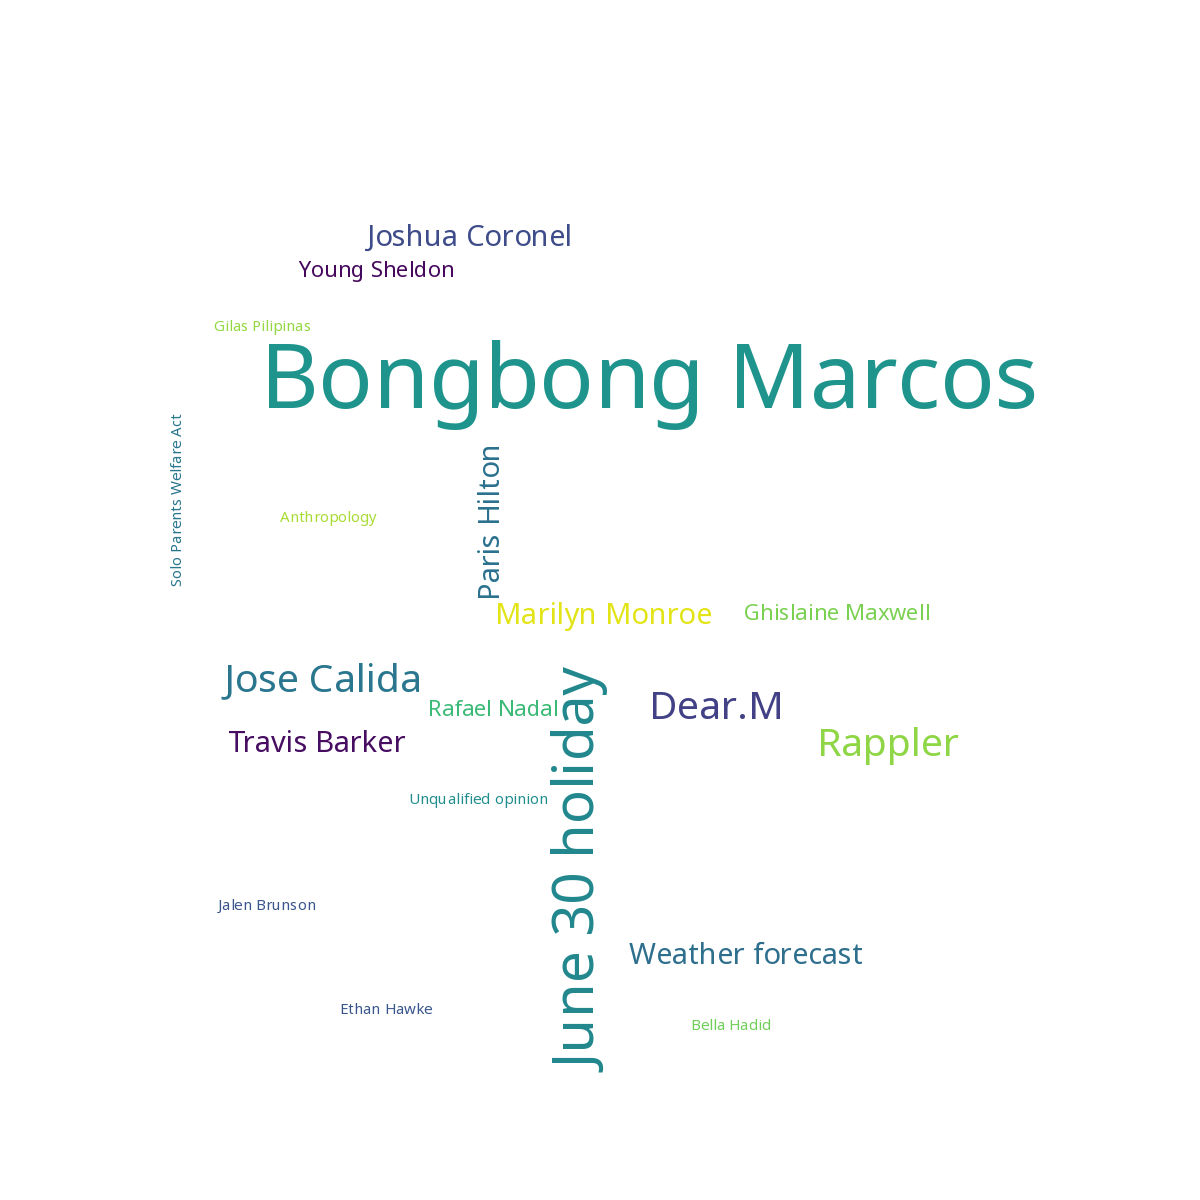 Joshua Coronel
Young Sheldon
Gilas Pilipinas
Bongbong Marcos
Solo Parents Welfare Act
Paris Hilton
Anthropology
Marilyn Monroe
Ghislaine Maxwell
Jose Calida
Rafael Nadal
Dear.M
Travis Barker
Rappler
June 30 holiday
Unqualified opinion
Jalen Brunson
Weather forecast
Ethan Hawke
Bella Hadid